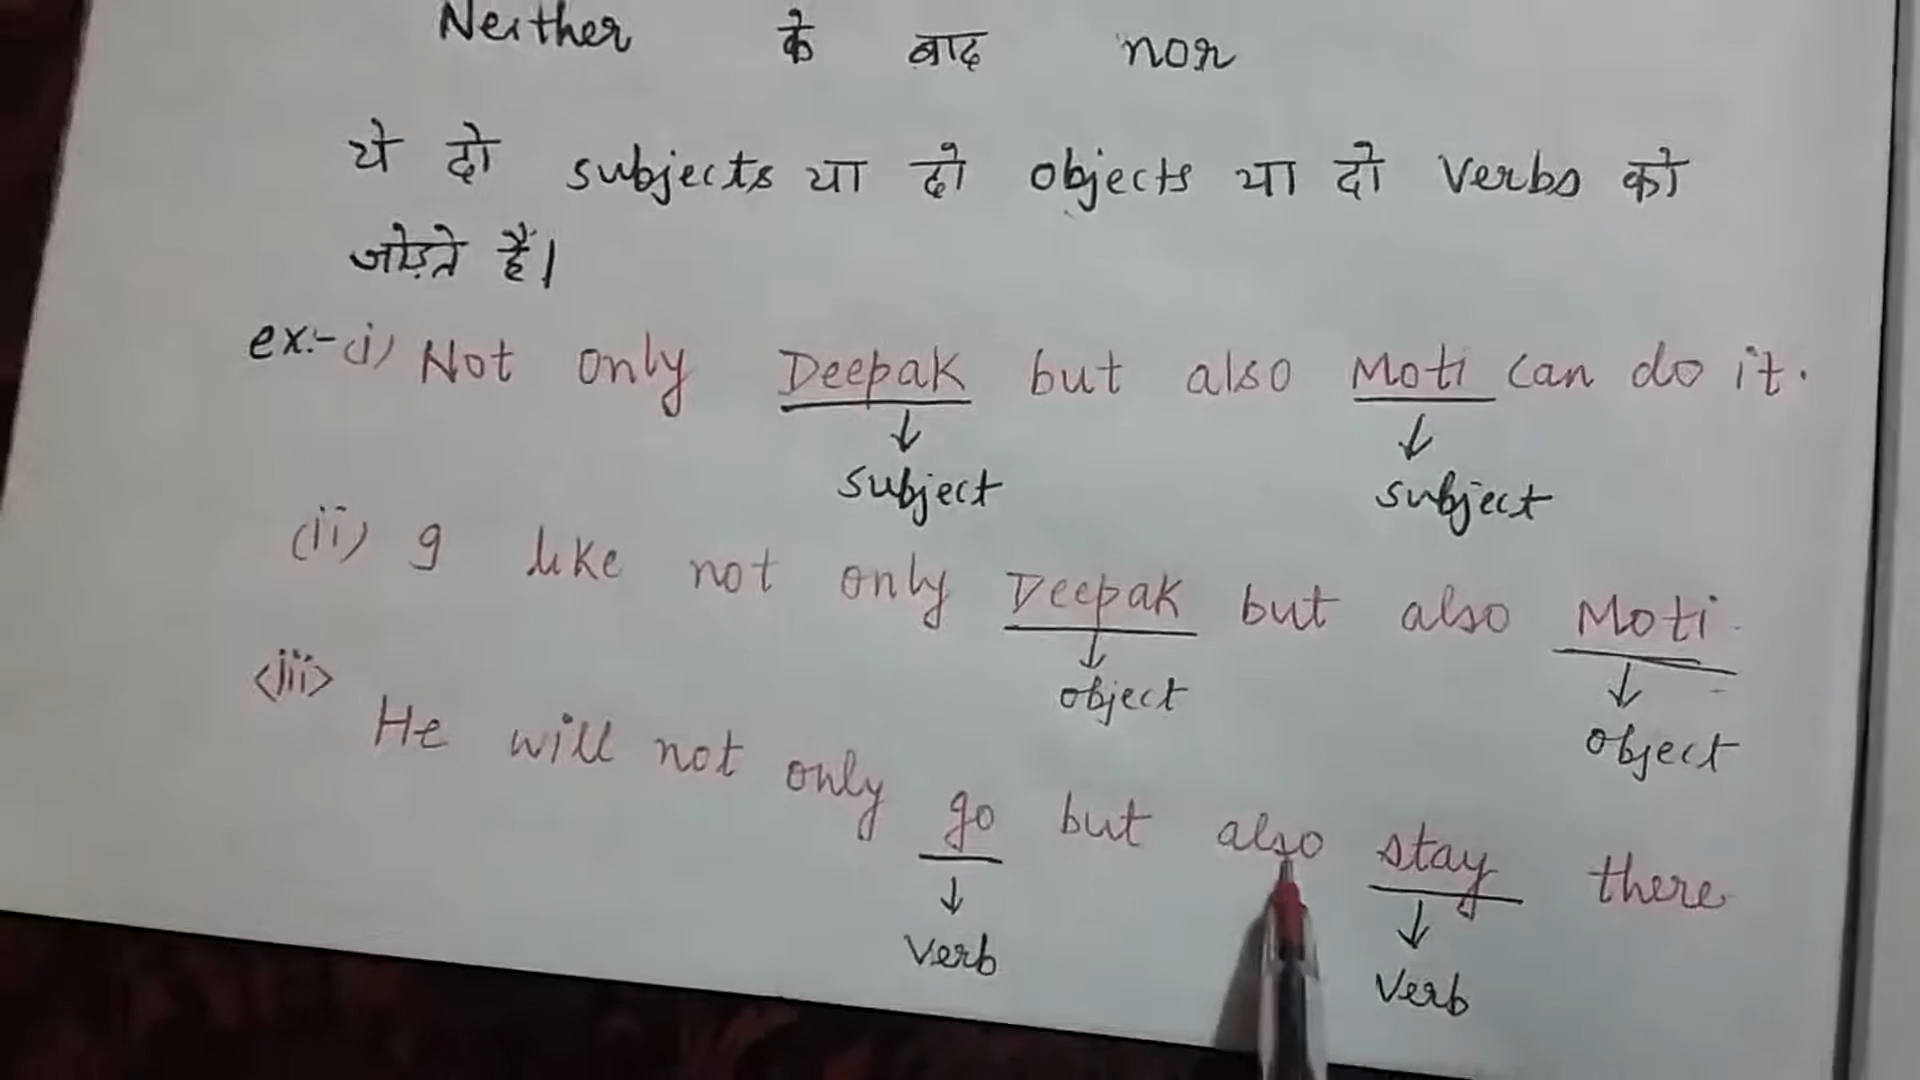 Neither के बाद nor
ये दो subjects या दो objects या दो verbs को
जोड़ते हैं।
ex:- (i) Not only Deepak but also Moti can do it.
subject subject
(ii) I like not only Deepak but also Moti.
object object
(iii) He will not only go but also stay there
verb verb